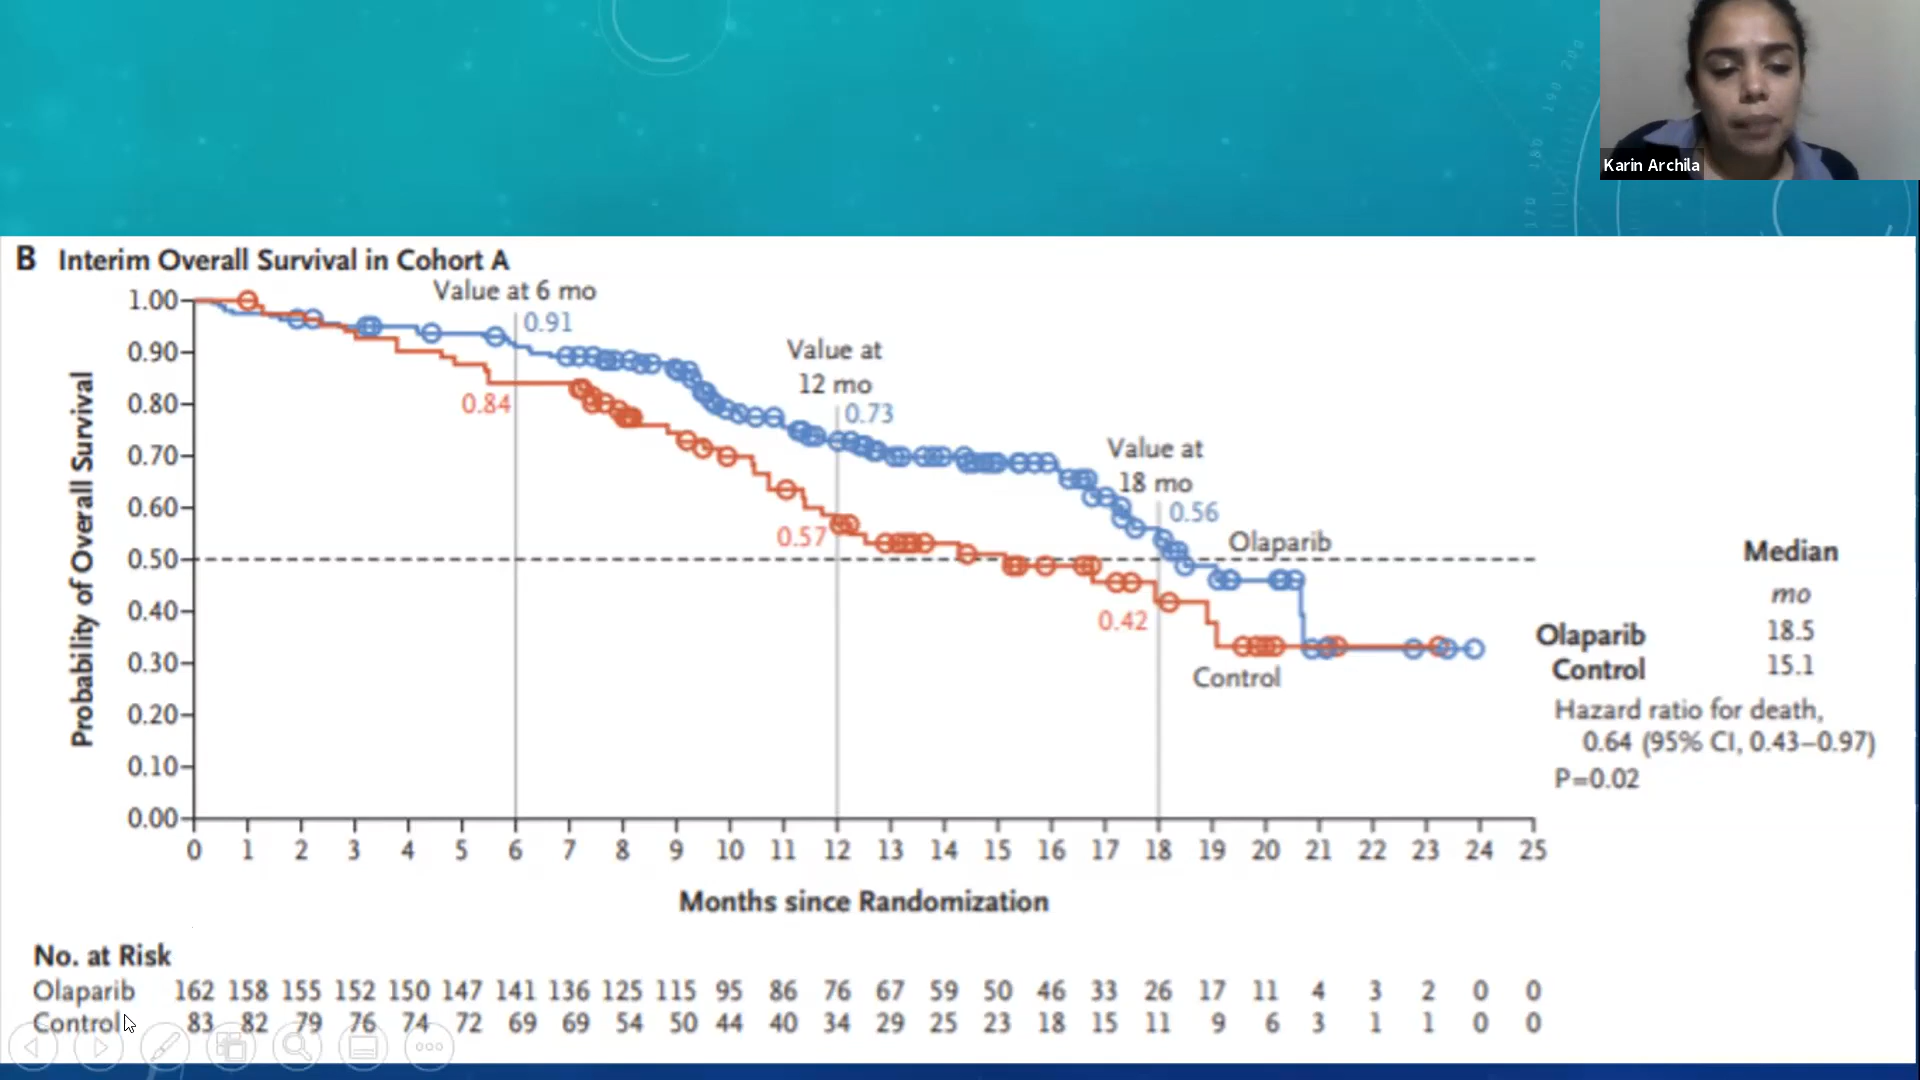 200
190
180
170
Karin Archila
B Interim Overall Survival in Cohort A
Value at 6 mo
0.91
0.84
Value at
12 mo
0.73
0.57
Value at
18 mo
0.56
0.42
Olaparib
Control
Probability of Overall Survival
1.00
0.90
0.80
0.70
0.60
0.50
0.40
0.30
0.20
0.10
0.00
0 1 2 3 4 5 6 7 8 9 10 11 12 13 14 15 16 17 18 19 20 21 22 23 24 25
Months since Randomization
Median
mo
Olaparib 18.5
Control 15.1
Hazard ratio for death,
0.64 (95% CI, 0.43–0.97)
P=0.02
No. at Risk
Olaparib 162 158 155 152 150 147 141 136 125 115 95 86 76 67 59 50 46 33 26 17 11 4 3 2 0 0
Control 83 82 79 76 74 72 69 69 54 50 44 40 34 29 25 23 18 15 11 9 6 3 1 1 0 0